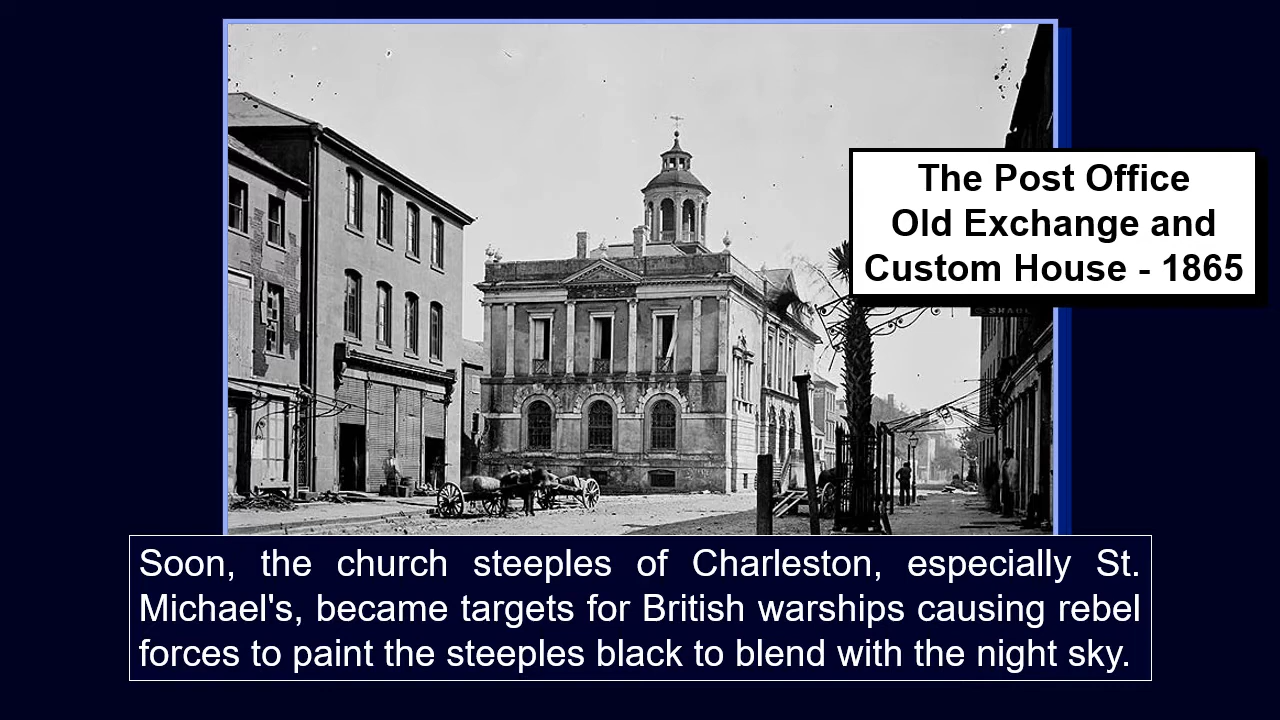 The Post Office
Old Exchange and
Custom House - 1865
Soon, the church steeples of Charleston, especially St.
Michael's, became targets for British warships causing rebel
forces to paint the steeples black to blend with the night sky.